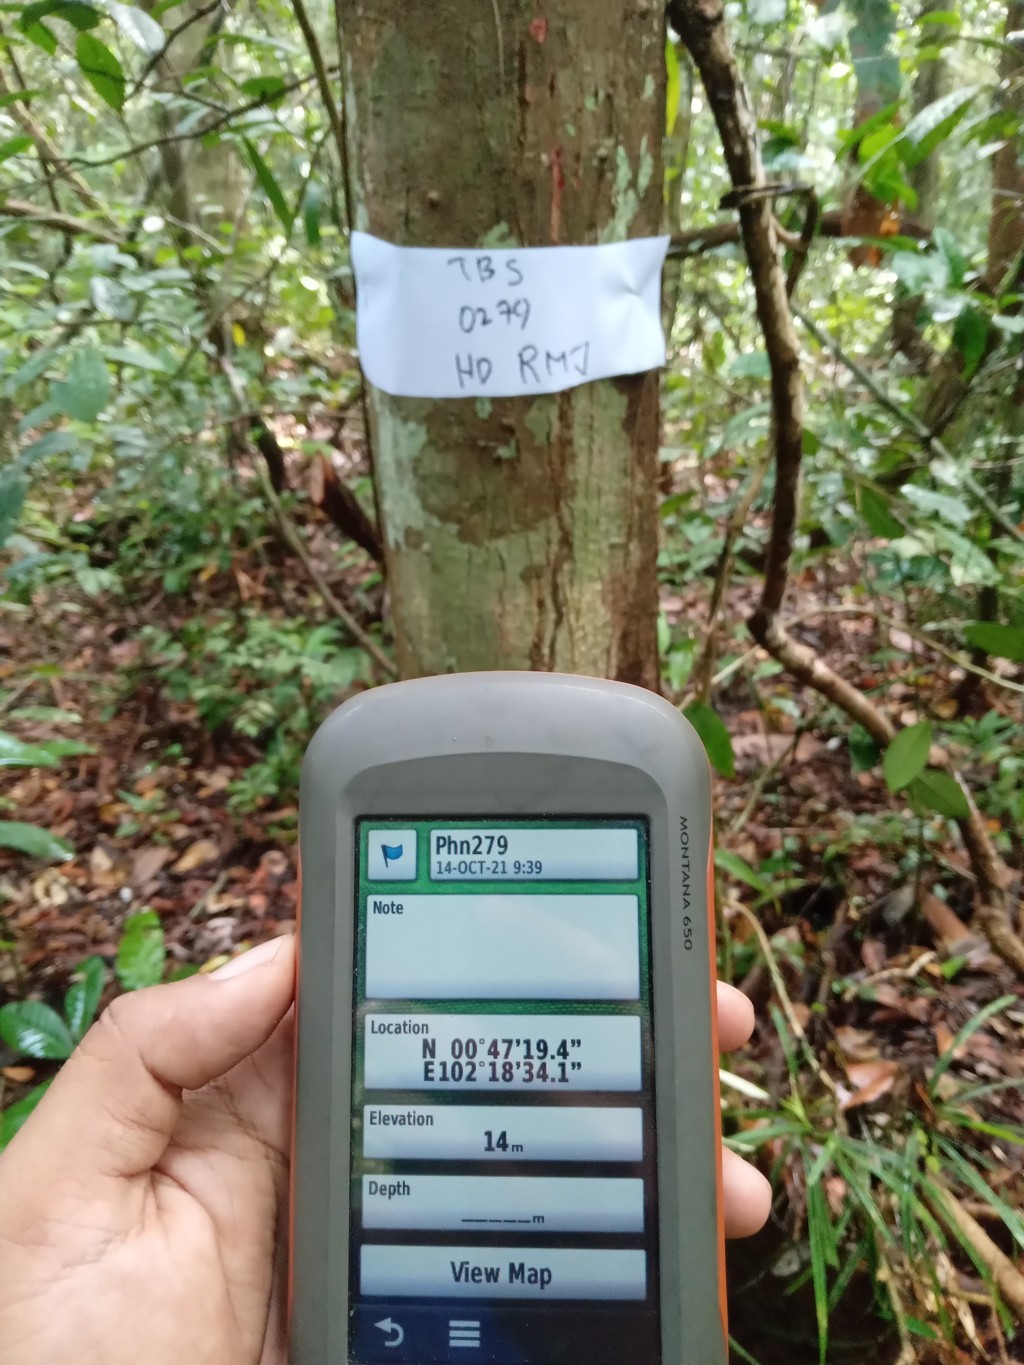 TBS
0279
HD RMJ
MONTANA 650
Phn279
14-OCT-21 9:39
Note
Location
N 00°47'19.4"
E102°18'34.1"
Elevation
14m
Depth
_____m
View Map